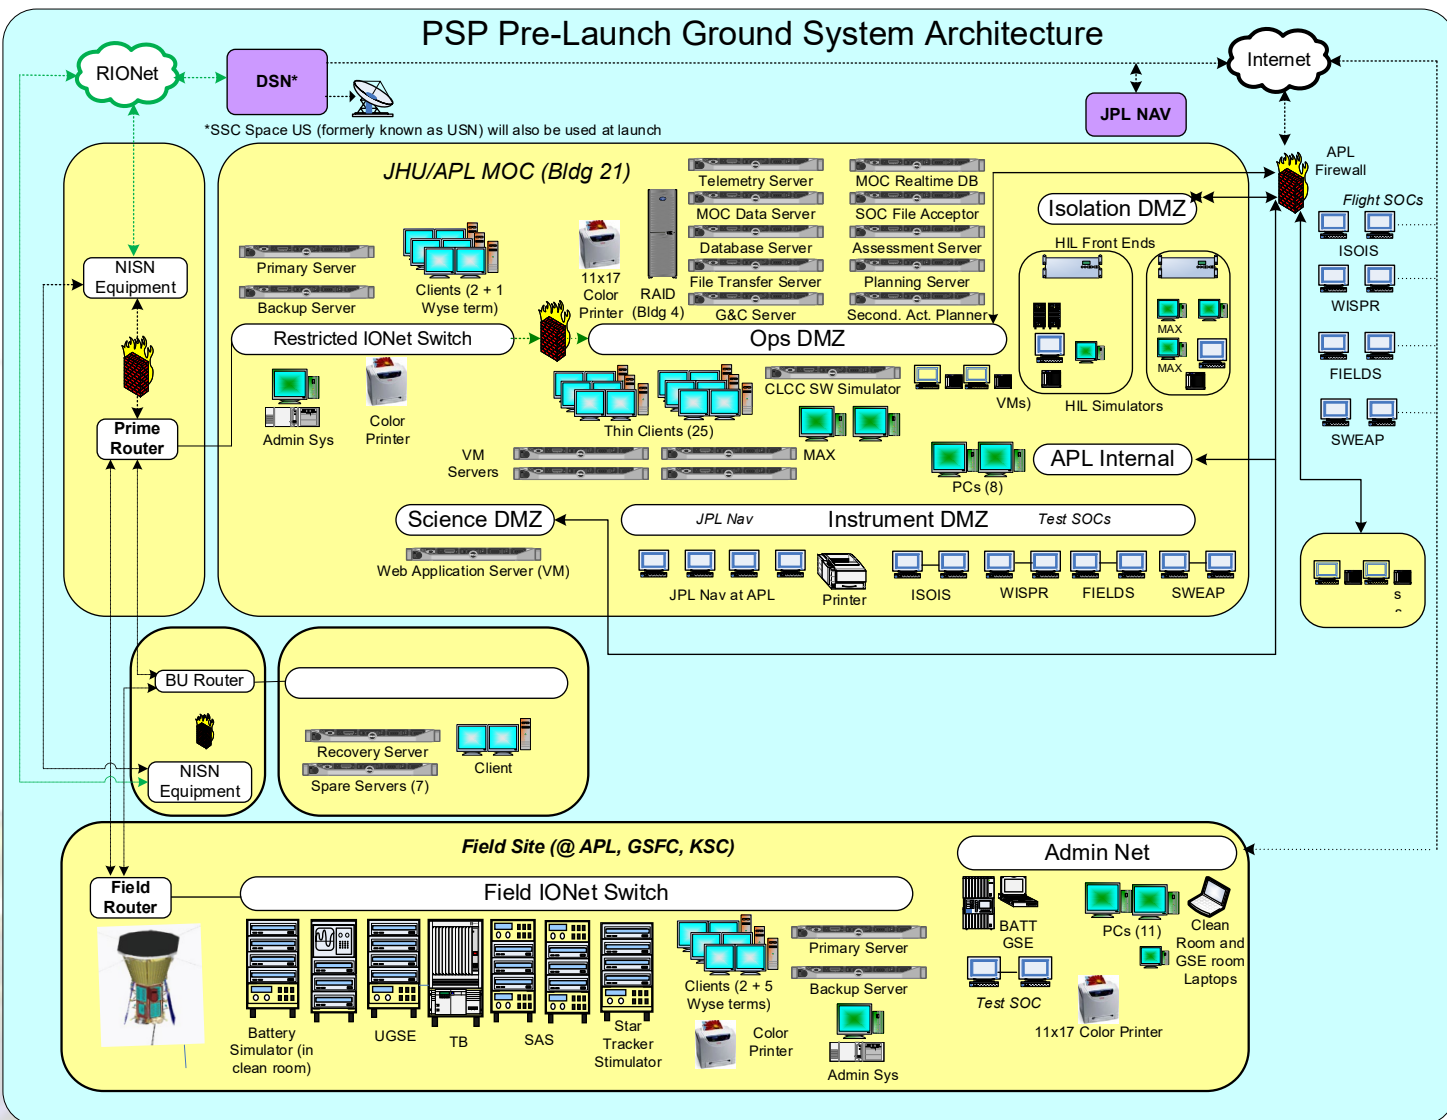 PSP Pre-Launch Ground System Architecture
RIONet
DSN*
Internet
JPL NAV
*SSC Space US (formerly known as USN) will also be used at launch
APL
Firewall
JHU/APL MOC (Bldg 21)
Telemetry Server
MOC Realtime DB
MOC Data Server
SOC File Acceptor
Database Server
Assessment Server
File Transfer Server
Planning Server
G&C Server
Second. Act. Planner
Isolation DMZ
Flight SOCs
ISOIS
WISPR
FIELDS
SWEAP
HIL Front Ends
MAX
MAX
HIL Simulators
NISN
Equipment
Primary Server
Backup Server
Clients (2 + 1
Wyse term)
11x17
Color
Printer
RAID
(Bldg 4)
Restricted IONet Switch
Ops DMZ
Admin Sys
Color
Printer
Thin Clients (25)
CLCC SW Simulator
VMs)
MAX
Prime
Router
VM
Servers
PCs (8)
APL Internal
Science DMZ
Web Application Server (VM)
JPL Nav
Instrument DMZ
Test SOCs
JPL Nav at APL
Printer
ISOIS
WISPR
FIELDS
SWEAP
s
BU Router
NISN
Equipment
Recovery Server
Spare Servers (7)
Client
Field Site (@ APL, GSFC, KSC)
Admin Net
Field
Router
Field IONet Switch
Battery
Simulator (in
clean room)
UGSE
TB
SAS
Star
Tracker
Stimulator
Clients (2 + 5
Wyse terms)
Color
Printer
Primary Server
Backup Server
Admin Sys
BATT
GSE
Test SOC
PCs (11)
11x17 Color Printer
Clean
Room and
GSE room
Laptops